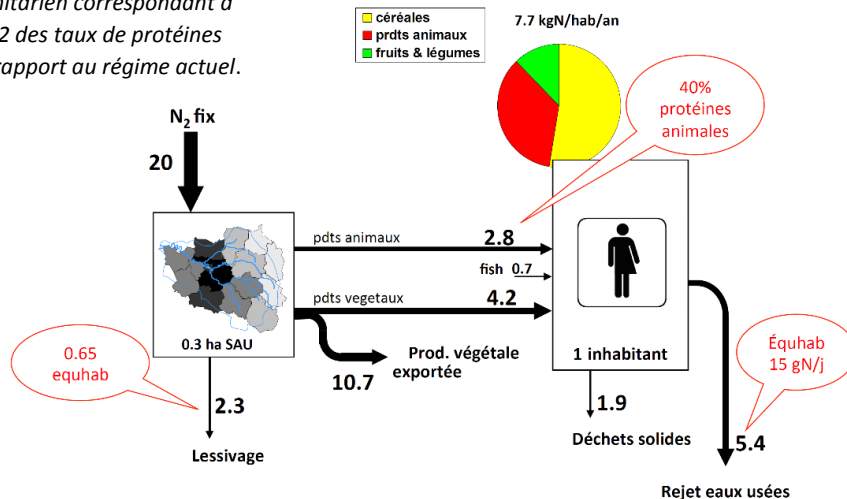 nitarien correspondant à
2 des taux de protéines
rapport au régime actuel.
céréales
prdts animaux
fruits & légumes
7.7 kgN/hab/an
40%
protéines
animales
N2 fix
20
pdts animaux
2.8
fish 0.7
pdts vegetaux
4.2
0.3 ha SAU
1 inhabitant
0.65
equhab
Prod. végétale
exportée
10.7
Équhab
15 gN/j
2.3
1.9
Lessivage
Déchets solides
5.4
Rejet eaux usées